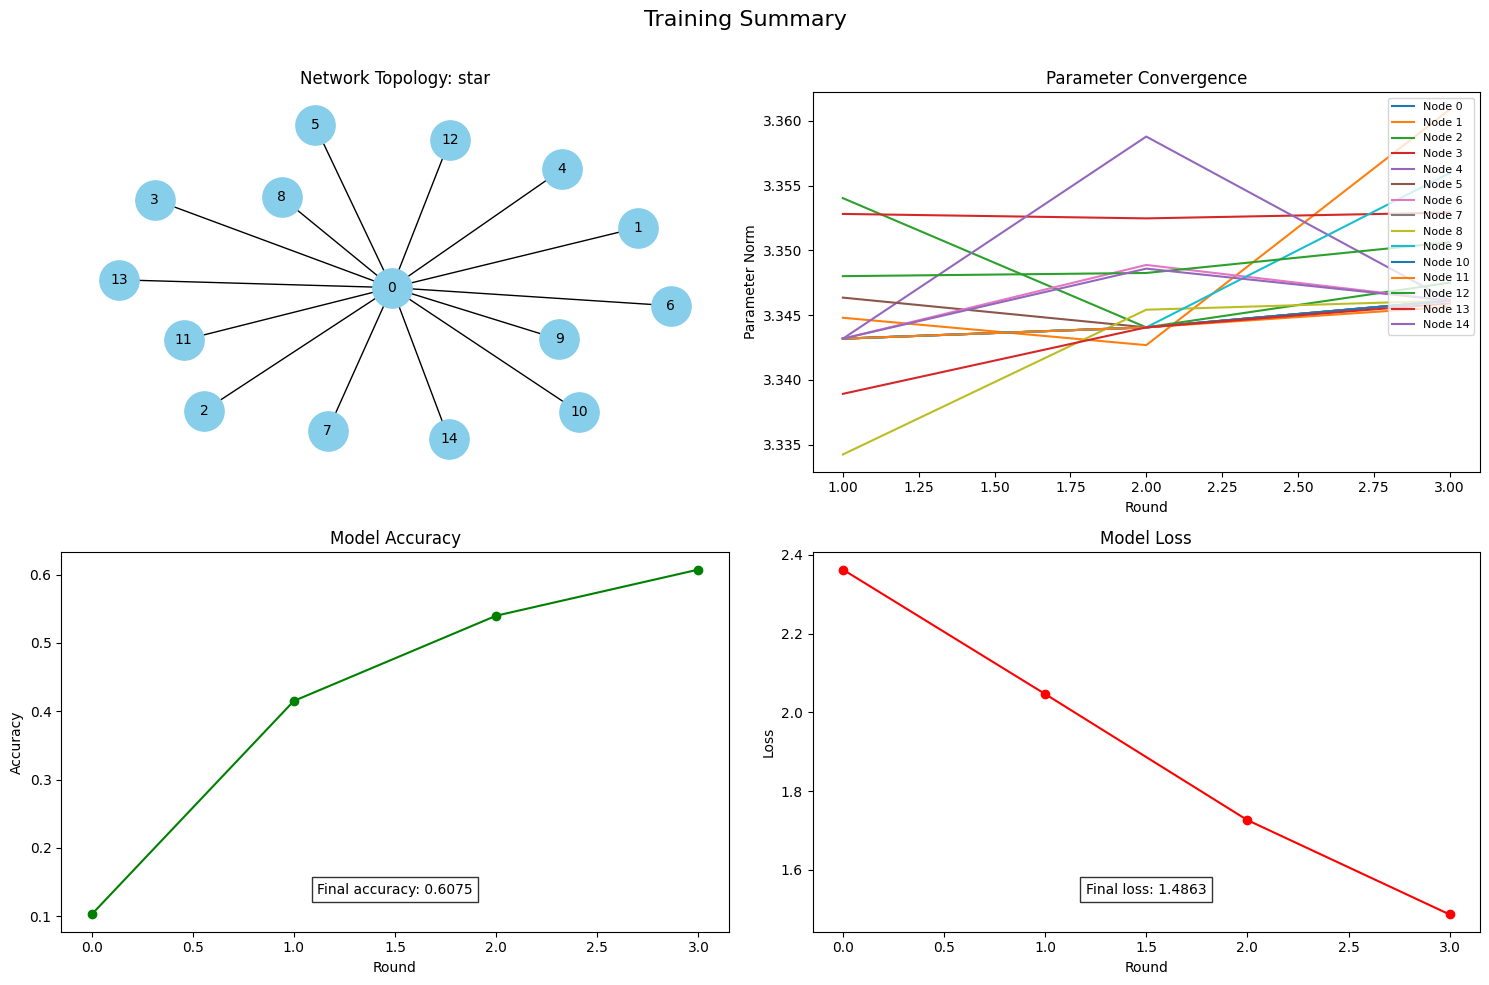 Training Summary
Network Topology: star
5
12
4
3
8
1
13
0
6
11
9
2
10
7
14
Parameter Convergence
Parameter Norm
3.360
3.355
3.350
3.345
3.340
3.335
Node 0
Node 1
Node 2
Node 3
Node 4
Node 5
Node 6
Node 7
Node 8
Node 9
Node 10
Node 11
Node 12
Node 13
Node 14
1.00 1.25 1.50 1.75 2.00 2.25 2.50 2.75 3.00
Round
Model Accuracy
Accuracy
0.6
0.5
0.4
0.3
0.2
0.1
Final accuracy: 0.6075
0.0 0.5 1.0 1.5 2.0 2.5 3.0
Round
Model Loss
Loss
2.4
2.2
2.0
1.8
1.6
Final loss: 1.4863
0.0 0.5 1.0 1.5 2.0 2.5 3.0
Round